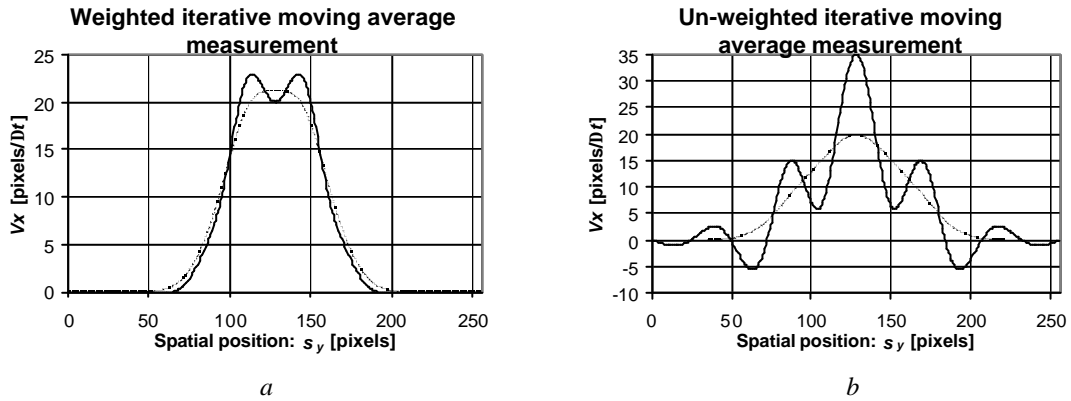 Weighted iterative moving average
measurement
25
20
15
10
5
0
Vx [pixels/Dt]
0 50 100 150 200 250
Spatial position: s y [pixels]
a
Un-weighted iterative moving
average measurement
35
30
25
20
15
10
5
0
-5
-10
Vx [pixels/Dt]
0 50 100 150 200 250
Spatial position: s y [pixels]
b